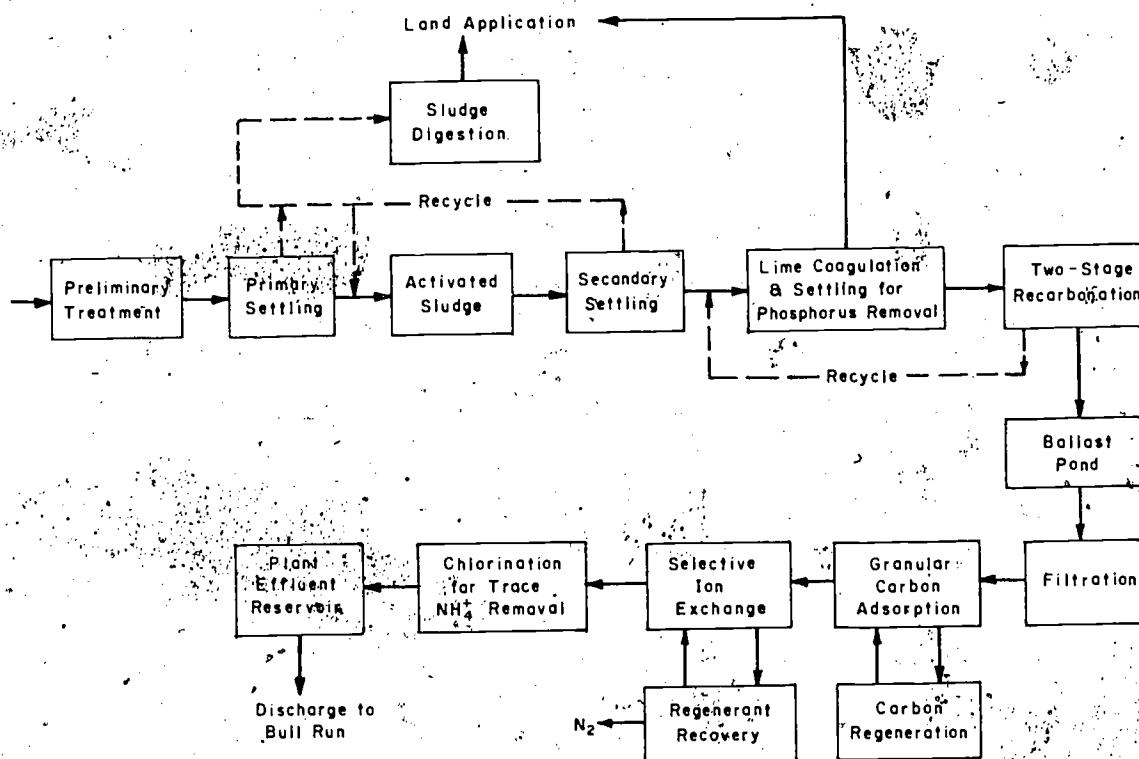 Land Application
Sludge
Digestion
Recycle
Preliminary
Treatment
Primary
Settling
Activated
Sludge
Secondary
Settling
Lime Coagulation
& Settling for
Phosphorus Removal
Two-Stage
Recarbonation
Recycle
Ballast
Pond
Plant
Effluent
Reservoir
Chlorination
for Trace
NH₄⁺ Removal
Selective
Ion
Exchange
Granular
Carbon
Adsorption
Filtration
Discharge to
Bull Run
N₂
Regenerant
Recovery
Carbon
Regeneration